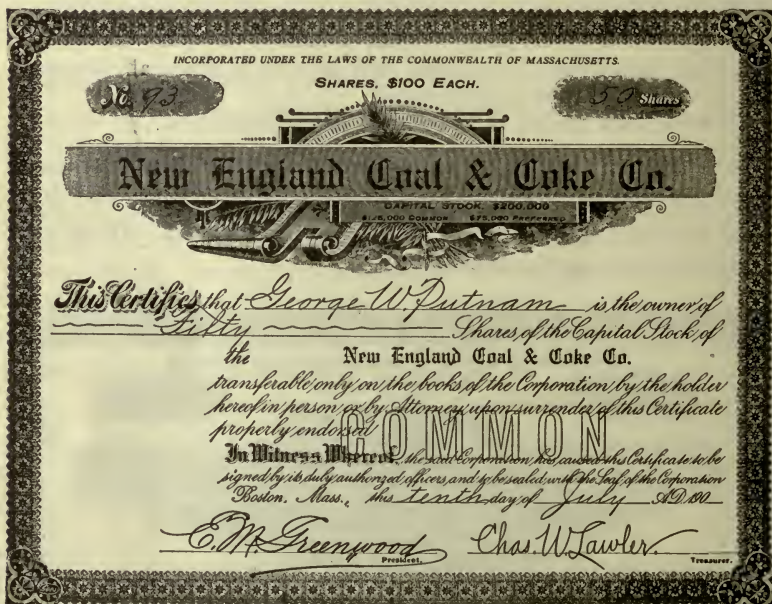 INCORPORATED UNDER THE LAWS OF THE COMMONWEALTH OF MASSACHUSETTS.
SHARES, $100 EACH.
No. 93
50 Shares
New England Coal & Coke Co.
CAPITAL STOCK, $200,000
$125,000 COMMON $75,000 PREFERRED
This Certifies that George W. Putnam is the owner of
Fifty Shares of the Capital Stock of
the New England Coal & Coke Co.
transferable only on the books of the Corporation by the holder
hereof in person or by Attorney upon surrender of this Certificate
properly endorsed
COMMON
In Witness Whereof, the said Corporation has caused this Certificate to be
signed by its duly authorized officers, and to be sealed with the Seal of the Corporation
Boston, Mass., this tenth day of July A.D. 190
E. M. Greenwood Chas. W. Lawler.
President. Treasurer.